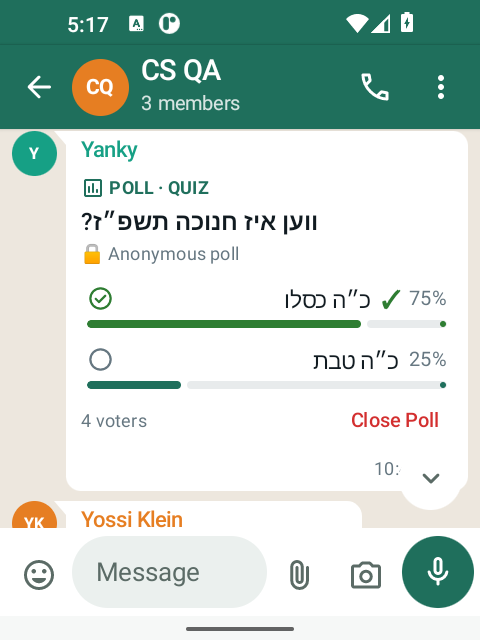 5:17
A
CQ
CS QA
3 members
Y
Yanky
POLL · QUIZ
ווען איז חנוכה תשפ״ז?
Anonymous poll
כ״ה כסלו ✓ 75%
כ״ה טבת 25%
4 voters
Close Poll
10:
YK
Yossi Klein
Message